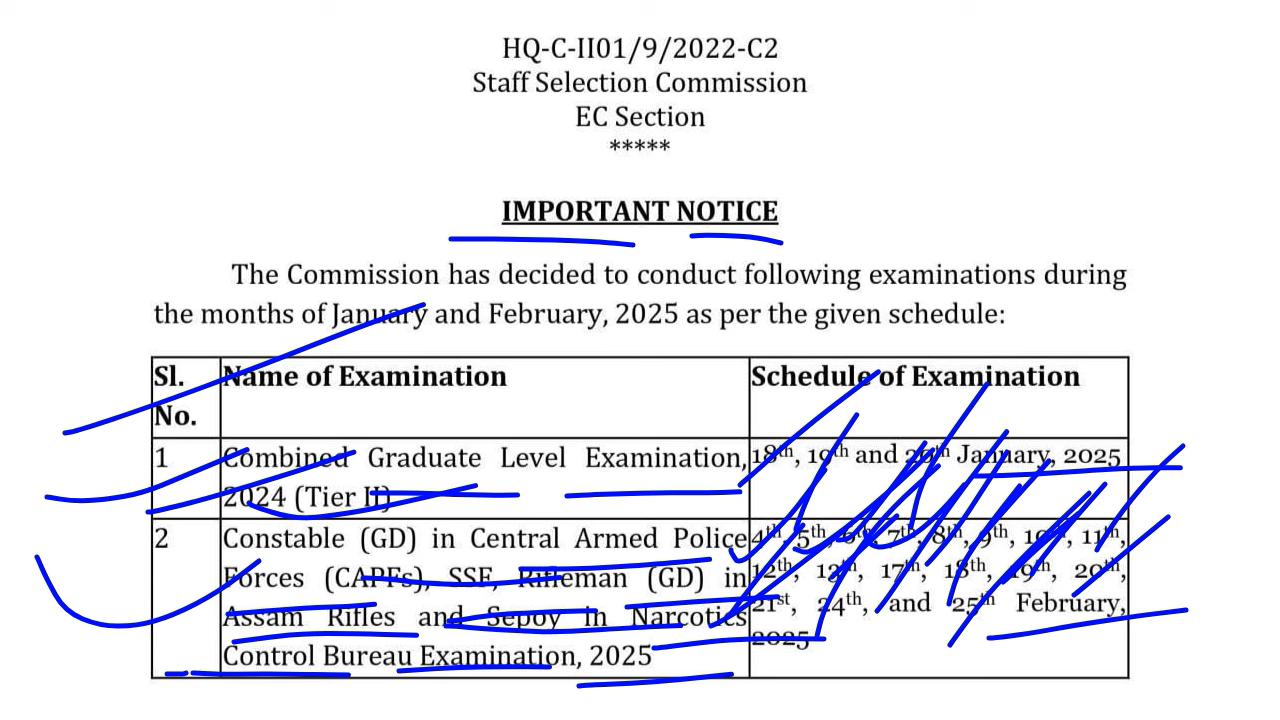 HQ-C-II01/9/2022-C2
Staff Selection Commission
EC Section
*****
IMPORTANT NOTICE
The Commission has decided to conduct following examinations during
the months of January and February, 2025 as per the given schedule:
Sl. No.
Name of Examination
Schedule of Examination
1
Combined Graduate Level Examination,
2024 (Tier II)
18th, 19th and 20th January, 2025
2
Constable (GD) in Central Armed Police
Forces (CAPFs), SSF, Rifleman (GD) in
Assam Rifles and Sepoy in Narcotics
Control Bureau Examination, 2025
4th, 5th, 6th, 7th, 8th, 9th, 10th, 11th,
12th, 13th, 17th, 18th, 19th, 20th,
21st, 24th, and 25th February,
2025